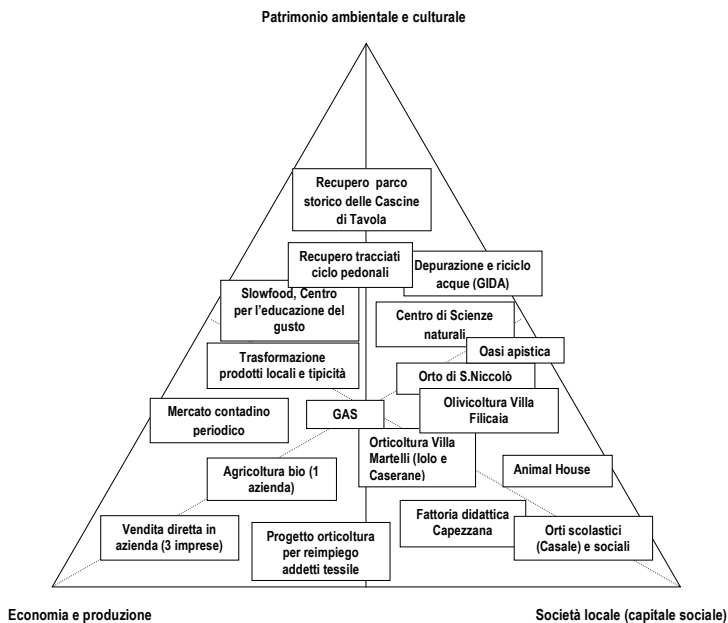 Patrimonio ambientale e culturale
Recupero parco
storico delle Cascine
di Tavola
Recupero tracciati
ciclo pedonali
Depurazione e riciclo
acque (GIDA)
Slowfood, Centro
per l'educazione del
gusto
Centro di Scienze
naturali
Oasi apistica
Trasformazione
prodotti locali e tipicità
Orto di S.Niccolò
Olivicoltura Villa
Filicaia
Mercato contadino
periodico
GAS
Orticoltura Villa
Martelli (Iolo e
Caserane)
Agricoltura bio (1
azienda)
Animal House
Fattoria didattica
Capezzana
Vendita diretta in
azienda (3 imprese)
Progetto orticoltura
per reimpiego
addetti tessile
Orti scolastici
(Casale) e sociali
Economia e produzione
Società locale (capitale sociale)